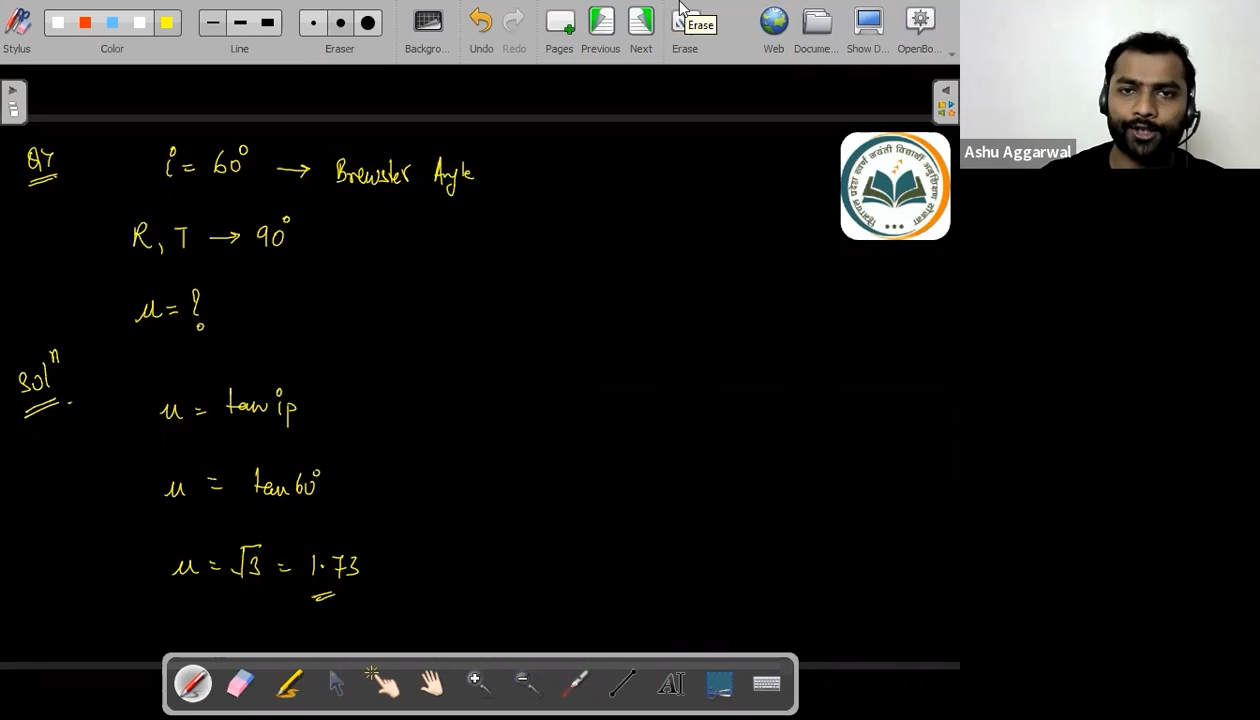 Stylus
Color
Line
Eraser
Backgro...
Undo
Redo
Pages
Previous
Next
Erase
Erase
Web
Docume...
Show D...
OpenBo...
Ashu Aggarwal
Q7 i = 60° → Brewster Angle
R, T → 90°
μ = ?
Solⁿ
μ = tan ip
μ = tan 60°
μ = √3 = 1.73